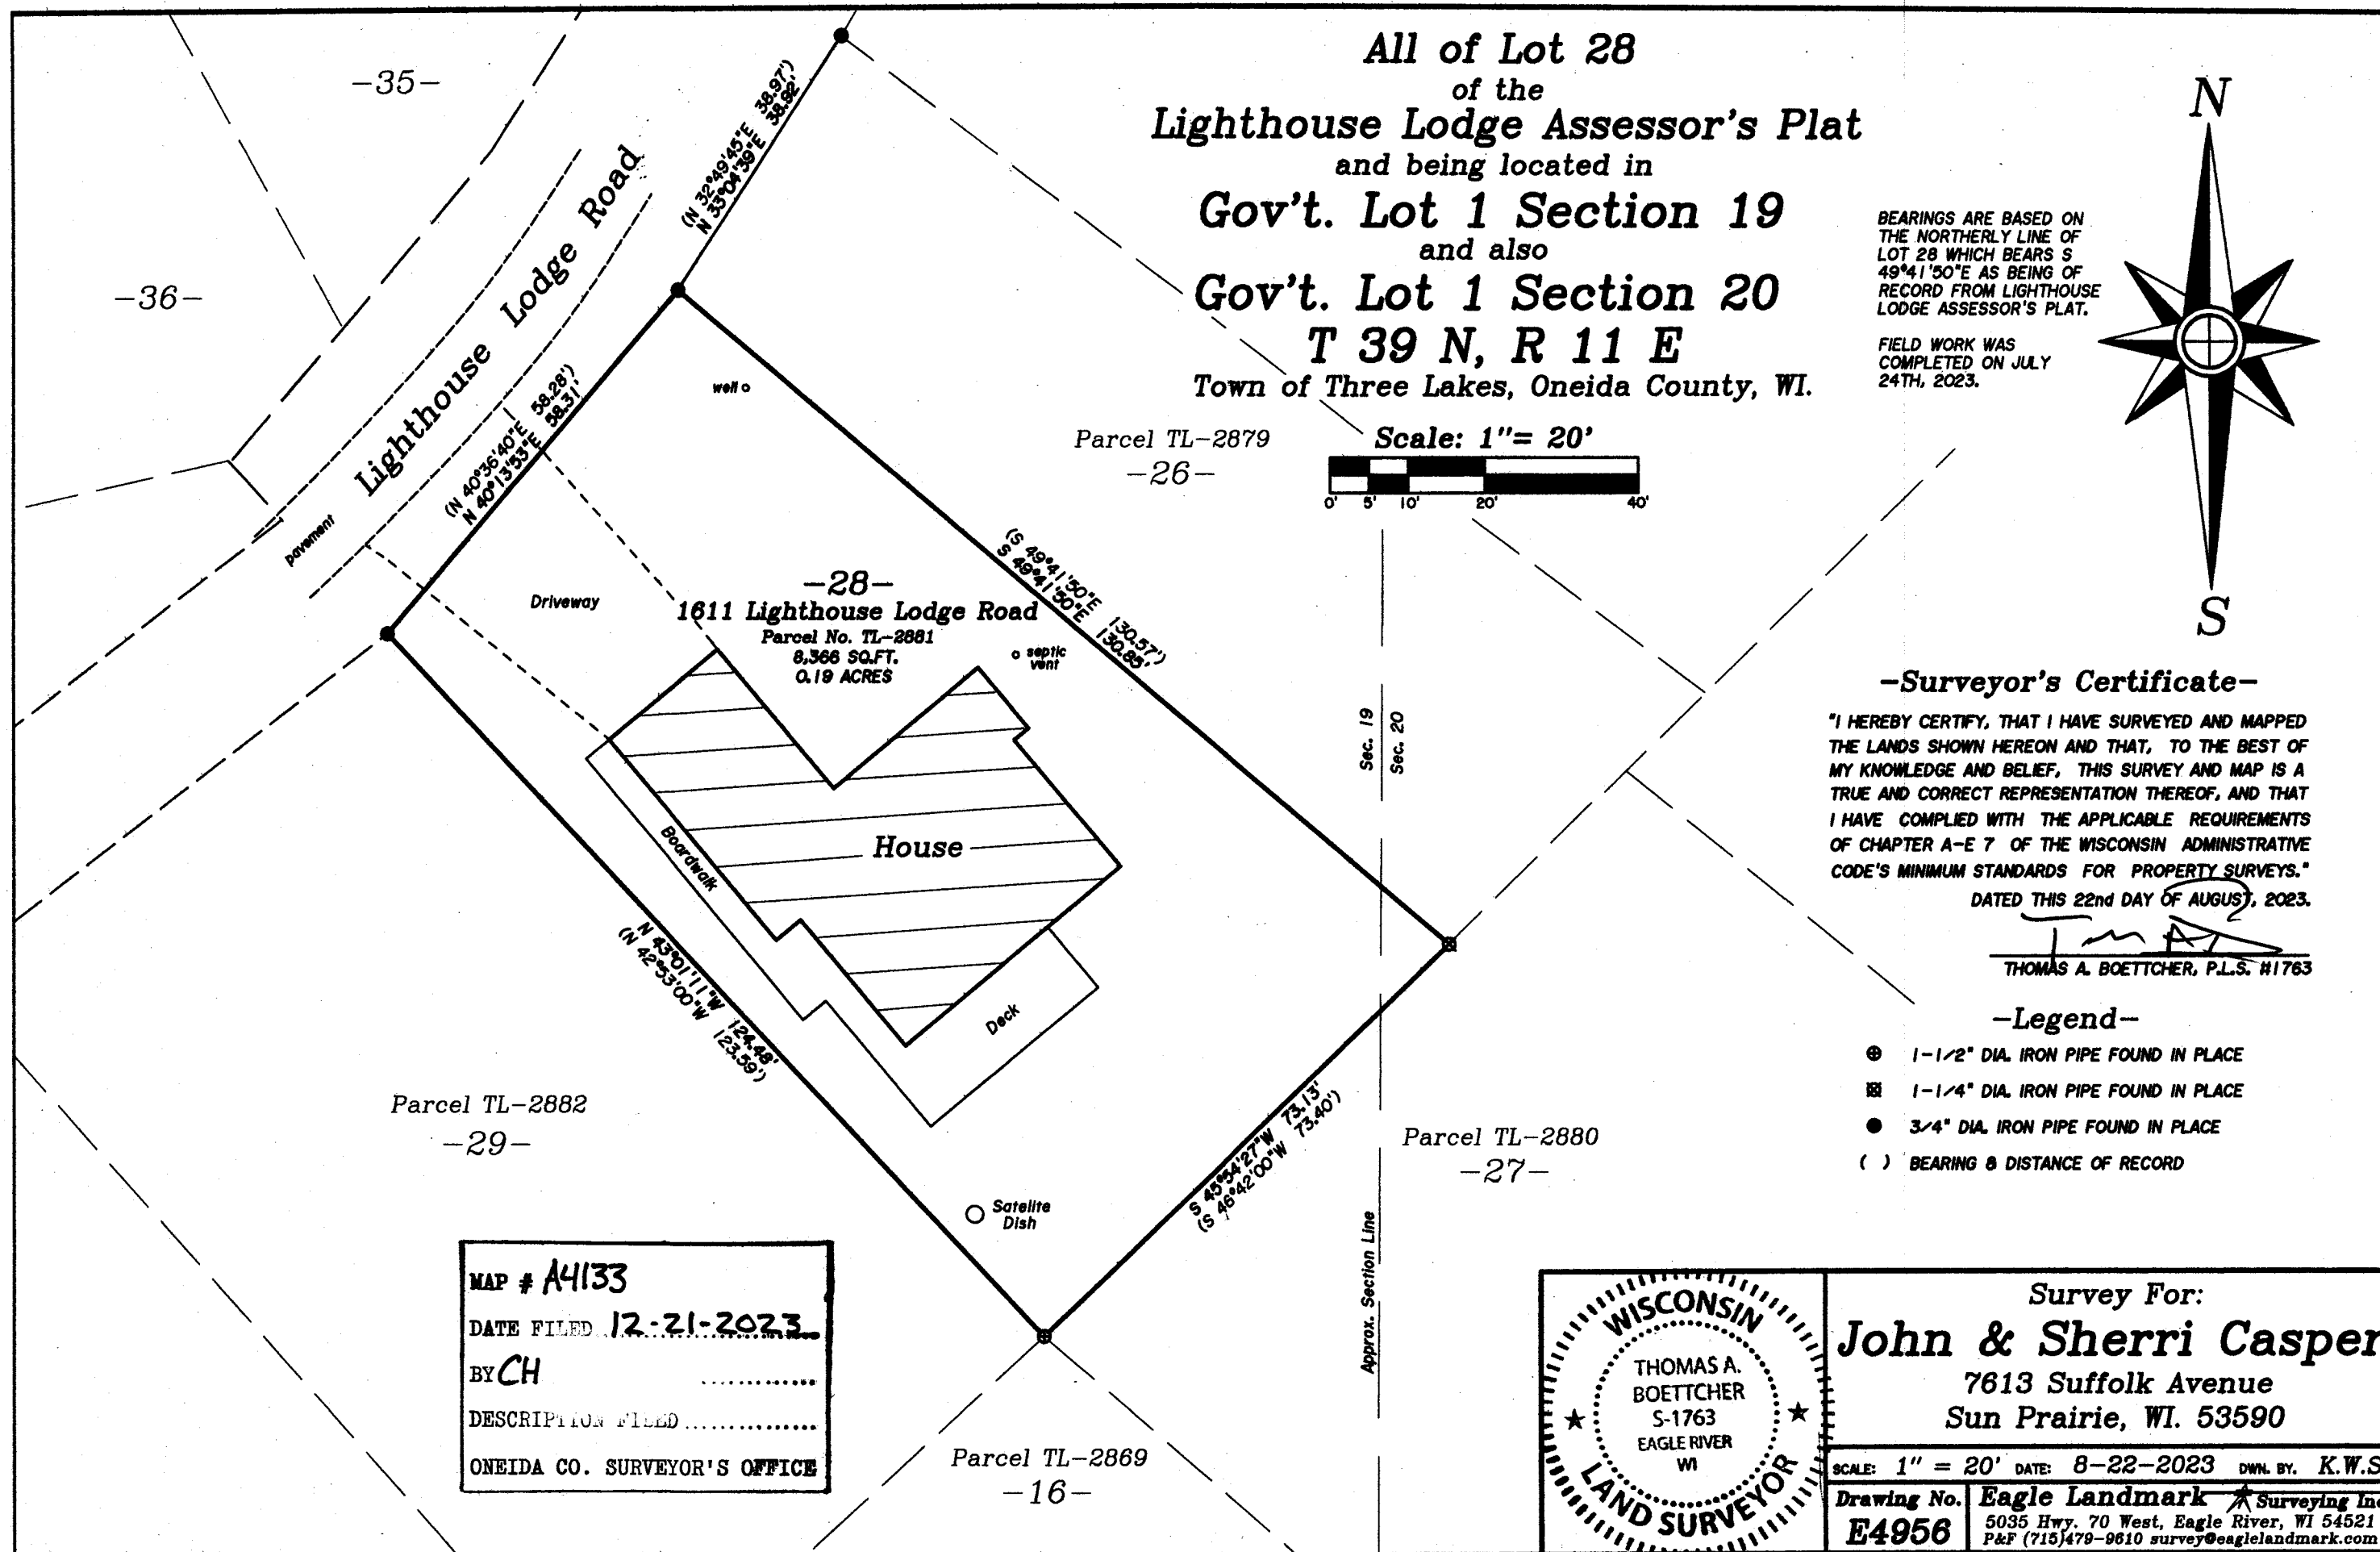 All of Lot 28
of the
Lighthouse Lodge Assessor's Plat
and being located in
Gov't. Lot 1 Section 19
and also
Gov't. Lot 1 Section 20
T 39 N, R 11 E
Town of Three Lakes, Oneida County, WI.
Scale: 1"= 20'
0' 5' 10' 20' 40'
N
S
BEARINGS ARE BASED ON
THE NORTHERLY LINE OF
LOT 28 WHICH BEARS S
49°41'50"E AS BEING OF
RECORD FROM LIGHTHOUSE
LODGE ASSESSOR'S PLAT.
FIELD WORK WAS
COMPLETED ON JULY
24TH, 2023.
-35-
-36-
Lighthouse Lodge Road
pavement
(N 32°49'45"E 38.97')
N 33°04'39"E 38.92'
(N 40°36'40"E 58.28')
N 40°13'53"E 58.31'
well
Driveway
-28-
1611 Lighthouse Lodge Road
Parcel No. TL-2881
8,366 SQ.FT.
0.19 ACRES
septic
vent
(S 49°41'50"E 130.57')
S 49°41'50"E 130.85'
Parcel TL-2879
-26-
Sec. 19
Sec. 20
House
Boardwalk
Deck
N 43°01'11"W 124.48'
(N 42°53'00"W 123.59')
S 45°54'27"W 73.13'
(S 46°42'00"W 73.40')
Satelite
Dish
Parcel TL-2882
-29-
Parcel TL-2880
-27-
Approx. Section Line
Parcel TL-2869
-16-
-Surveyor's Certificate-
"I HEREBY CERTIFY, THAT I HAVE SURVEYED AND MAPPED
THE LANDS SHOWN HEREON AND THAT, TO THE BEST OF
MY KNOWLEDGE AND BELIEF, THIS SURVEY AND MAP IS A
TRUE AND CORRECT REPRESENTATION THEREOF, AND THAT
I HAVE COMPLIED WITH THE APPLICABLE REQUIREMENTS
OF CHAPTER A-E 7 OF THE WISCONSIN ADMINISTRATIVE
CODE'S MINIMUM STANDARDS FOR PROPERTY SURVEYS."
DATED THIS 22nd DAY OF AUGUST, 2023.
THOMAS A. BOETTCHER, P.L.S. #1763
-Legend-
1-1/2" DIA. IRON PIPE FOUND IN PLACE
1-1/4" DIA. IRON PIPE FOUND IN PLACE
3/4" DIA. IRON PIPE FOUND IN PLACE
( ) BEARING & DISTANCE OF RECORD
MAP # A4133
DATE FILED 12-21-2023
BY CH
DESCRIPTION FILED
ONEIDA CO. SURVEYOR'S OFFICE
WISCONSIN
THOMAS A.
BOETTCHER
S-1763
EAGLE RIVER
WI
LAND SURVEYOR
Survey For:
John & Sherri Casper
7613 Suffolk Avenue
Sun Prairie, WI. 53590
SCALE: 1" = 20' DATE: 8-22-2023 DWN. BY. K.W.S
Drawing No.
E4956
Eagle Landmark Surveying Inc
5035 Hwy. 70 West, Eagle River, WI 54521
P&F (715)479-9610 survey@eaglelandmark.com